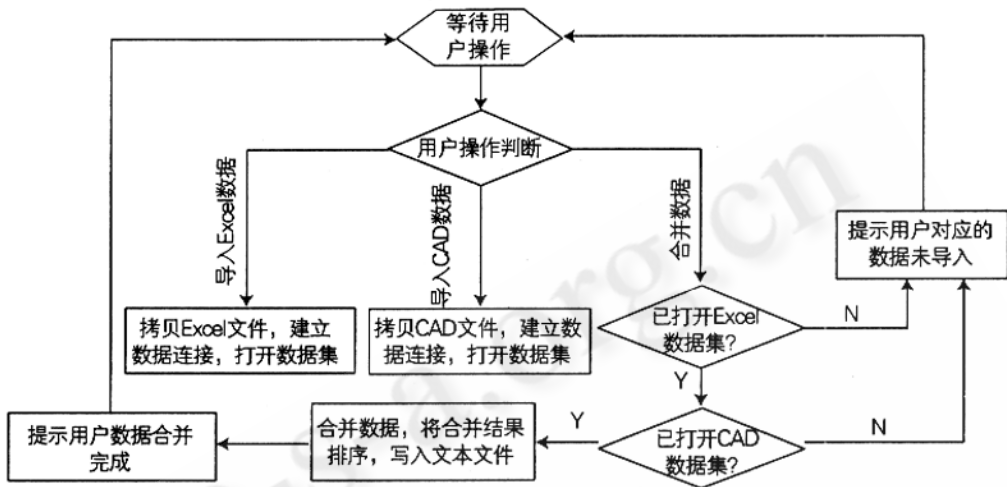 等待用
户操作
用户操作判断
导入Excel数据
导入CAD数据
合并数据
提示用户对应的
数据未导入
拷贝Excel文件，建立
数据连接，打开数据集
拷贝CAD文件，建立数
据连接，打开数据集
已打开Excel
数据集?
N
Y
提示用户数据合并
完成
合并数据，将合并结果
排序，写入文本文件
Y
已打开CAD
数据集?
N